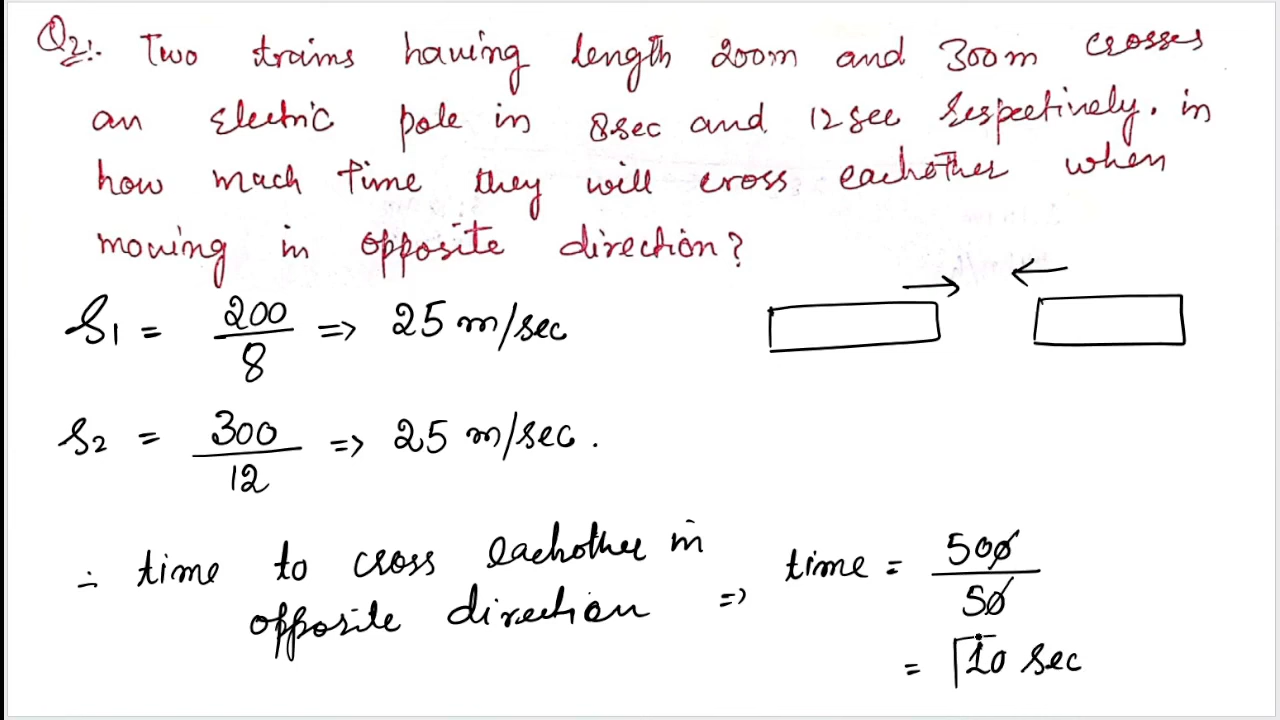 Q2:. Two trains having length 200m and 300m crosses
an electric pole in 8sec and 12sec respectively. in
how much time they will cross eachother when
moving in opposite direction?
S1 = 200/8 => 25 m/sec
S2 = 300/12 => 25 m/sec.
∴ time to cross eachother in
opposite direction => time = 500/50
= 10 sec